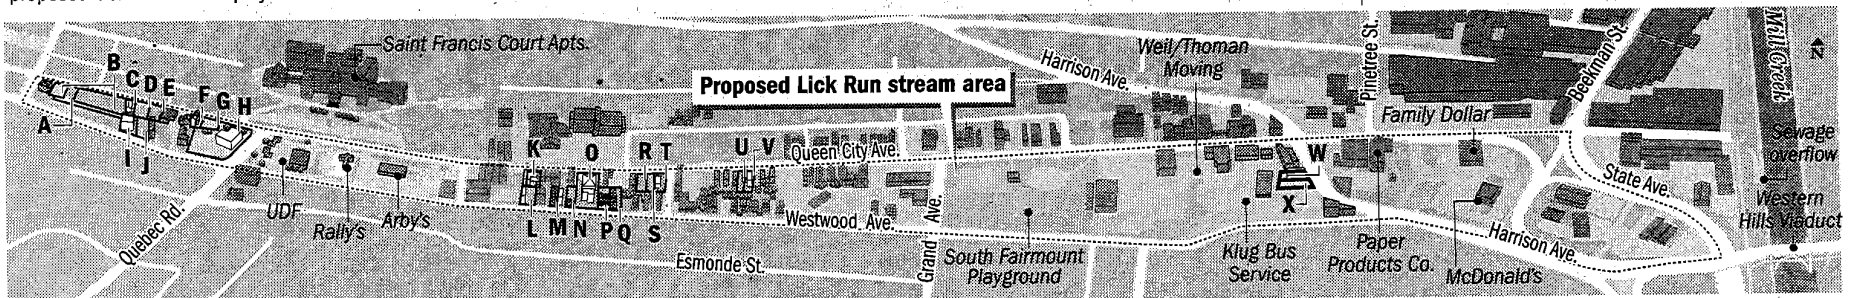 Saint Francis Court Apts.
B
C
D
E
F
G
H
A
I
J
Proposed Lick Run stream area
Harrison Ave.
Weil/Thoman
Moving
Pinetree St.
Beekman St.
Mill Creek
N
Family Dollar
Sewage
overflow
K
O
R
T
U
V
Queen City Ave.
W
X
State Ave.
Western
Hills Viaduct
Quebec Rd.
UDF
Rally's
Arby's
L
M
N
P
Q
S
Westwood Ave.
Grand Ave.
Esmonde St.
South Fairmount
Playground
Klug Bus
Service
Paper
Products Co.
McDonald's
Harrison Ave.